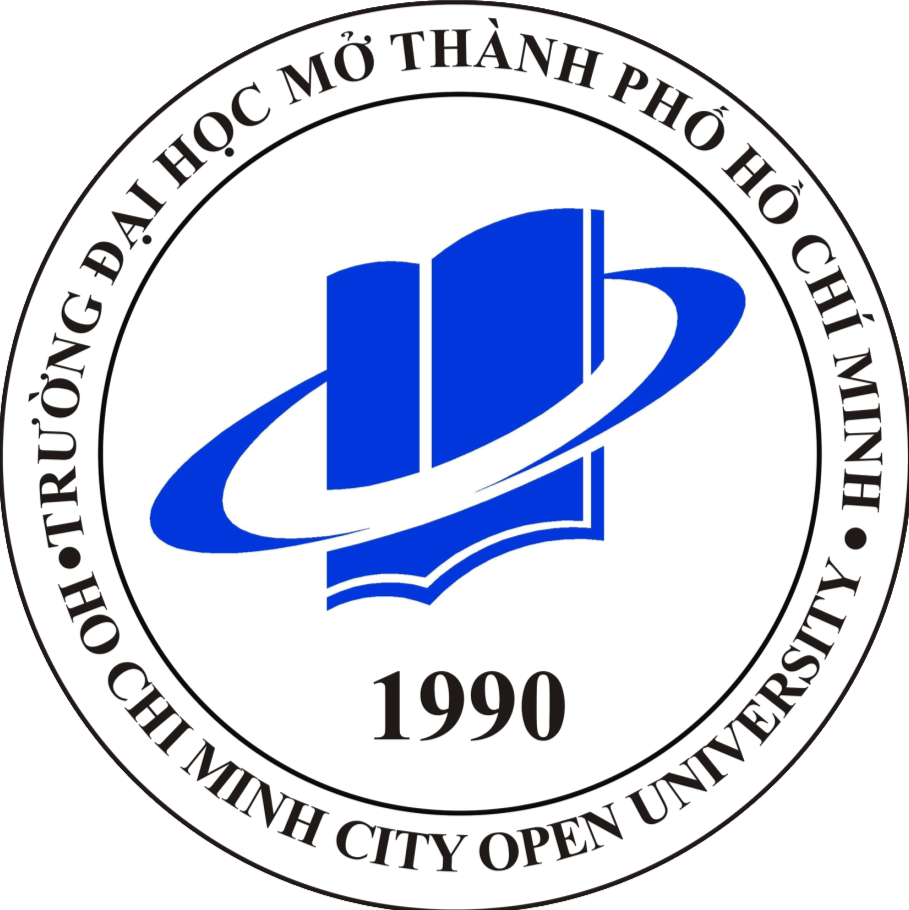 TRƯỜNG ĐẠI HỌC MỞ THÀNH PHỐ HỒ CHÍ MINH
1990
HO CHI MINH CITY OPEN UNIVERSITY